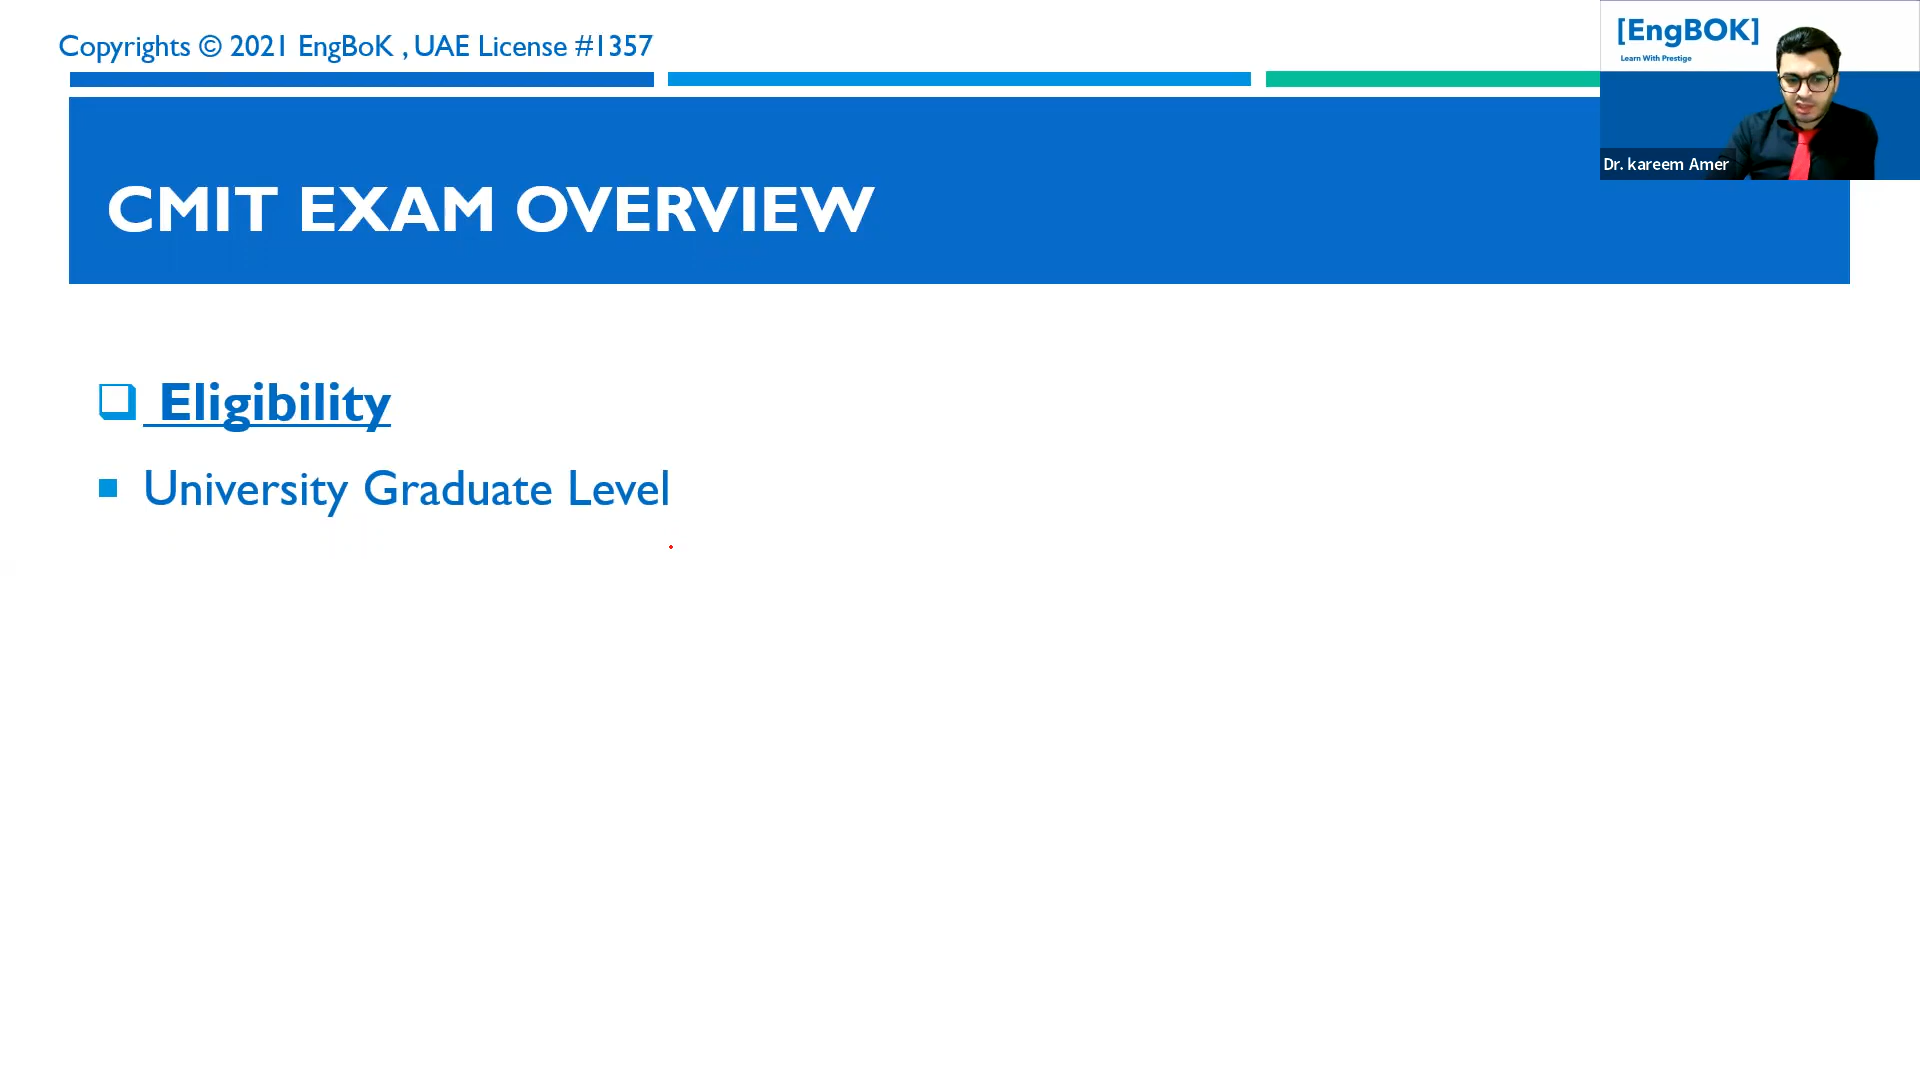 Copyrights © 2021 EngBoK , UAE License #1357
[EngBOK]
Learn With Prestige
Dr. kareem Amer
CMIT EXAM OVERVIEW
Eligibility
University Graduate Level